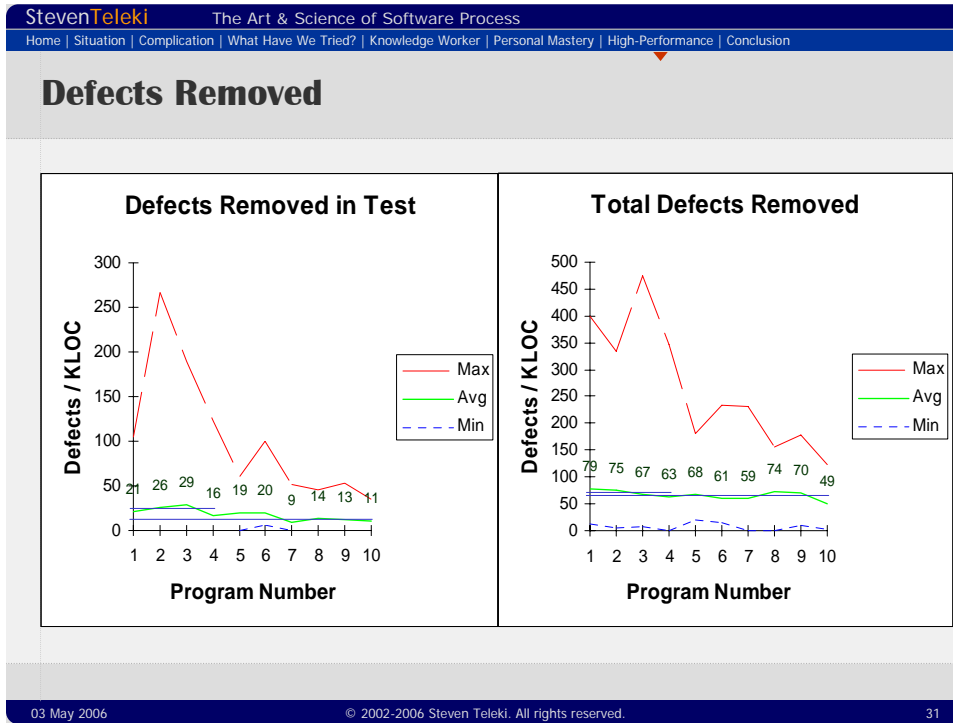 StevenTeleki The Art & Science of Software Process
Home | Situation | Complication | What Have We Tried? | Knowledge Worker | Personal Mastery | High-Performance | Conclusion
Defects Removed
Defects Removed in Test
Defects / KLOC
300
250
200
150
100
50
0
21 26 29 16 19 20 9 14 13 11
1 2 3 4 5 6 7 8 9 10
Program Number
Max
Avg
Min
Total Defects Removed
Defects / KLOC
500
450
400
350
300
250
200
150
100
50
0
79 75 67 63 68 61 59 74 70 49
1 2 3 4 5 6 7 8 9 10
Program Number
Max
Avg
Min
03 May 2006 © 2002-2006 Steven Teleki. All rights reserved. 31